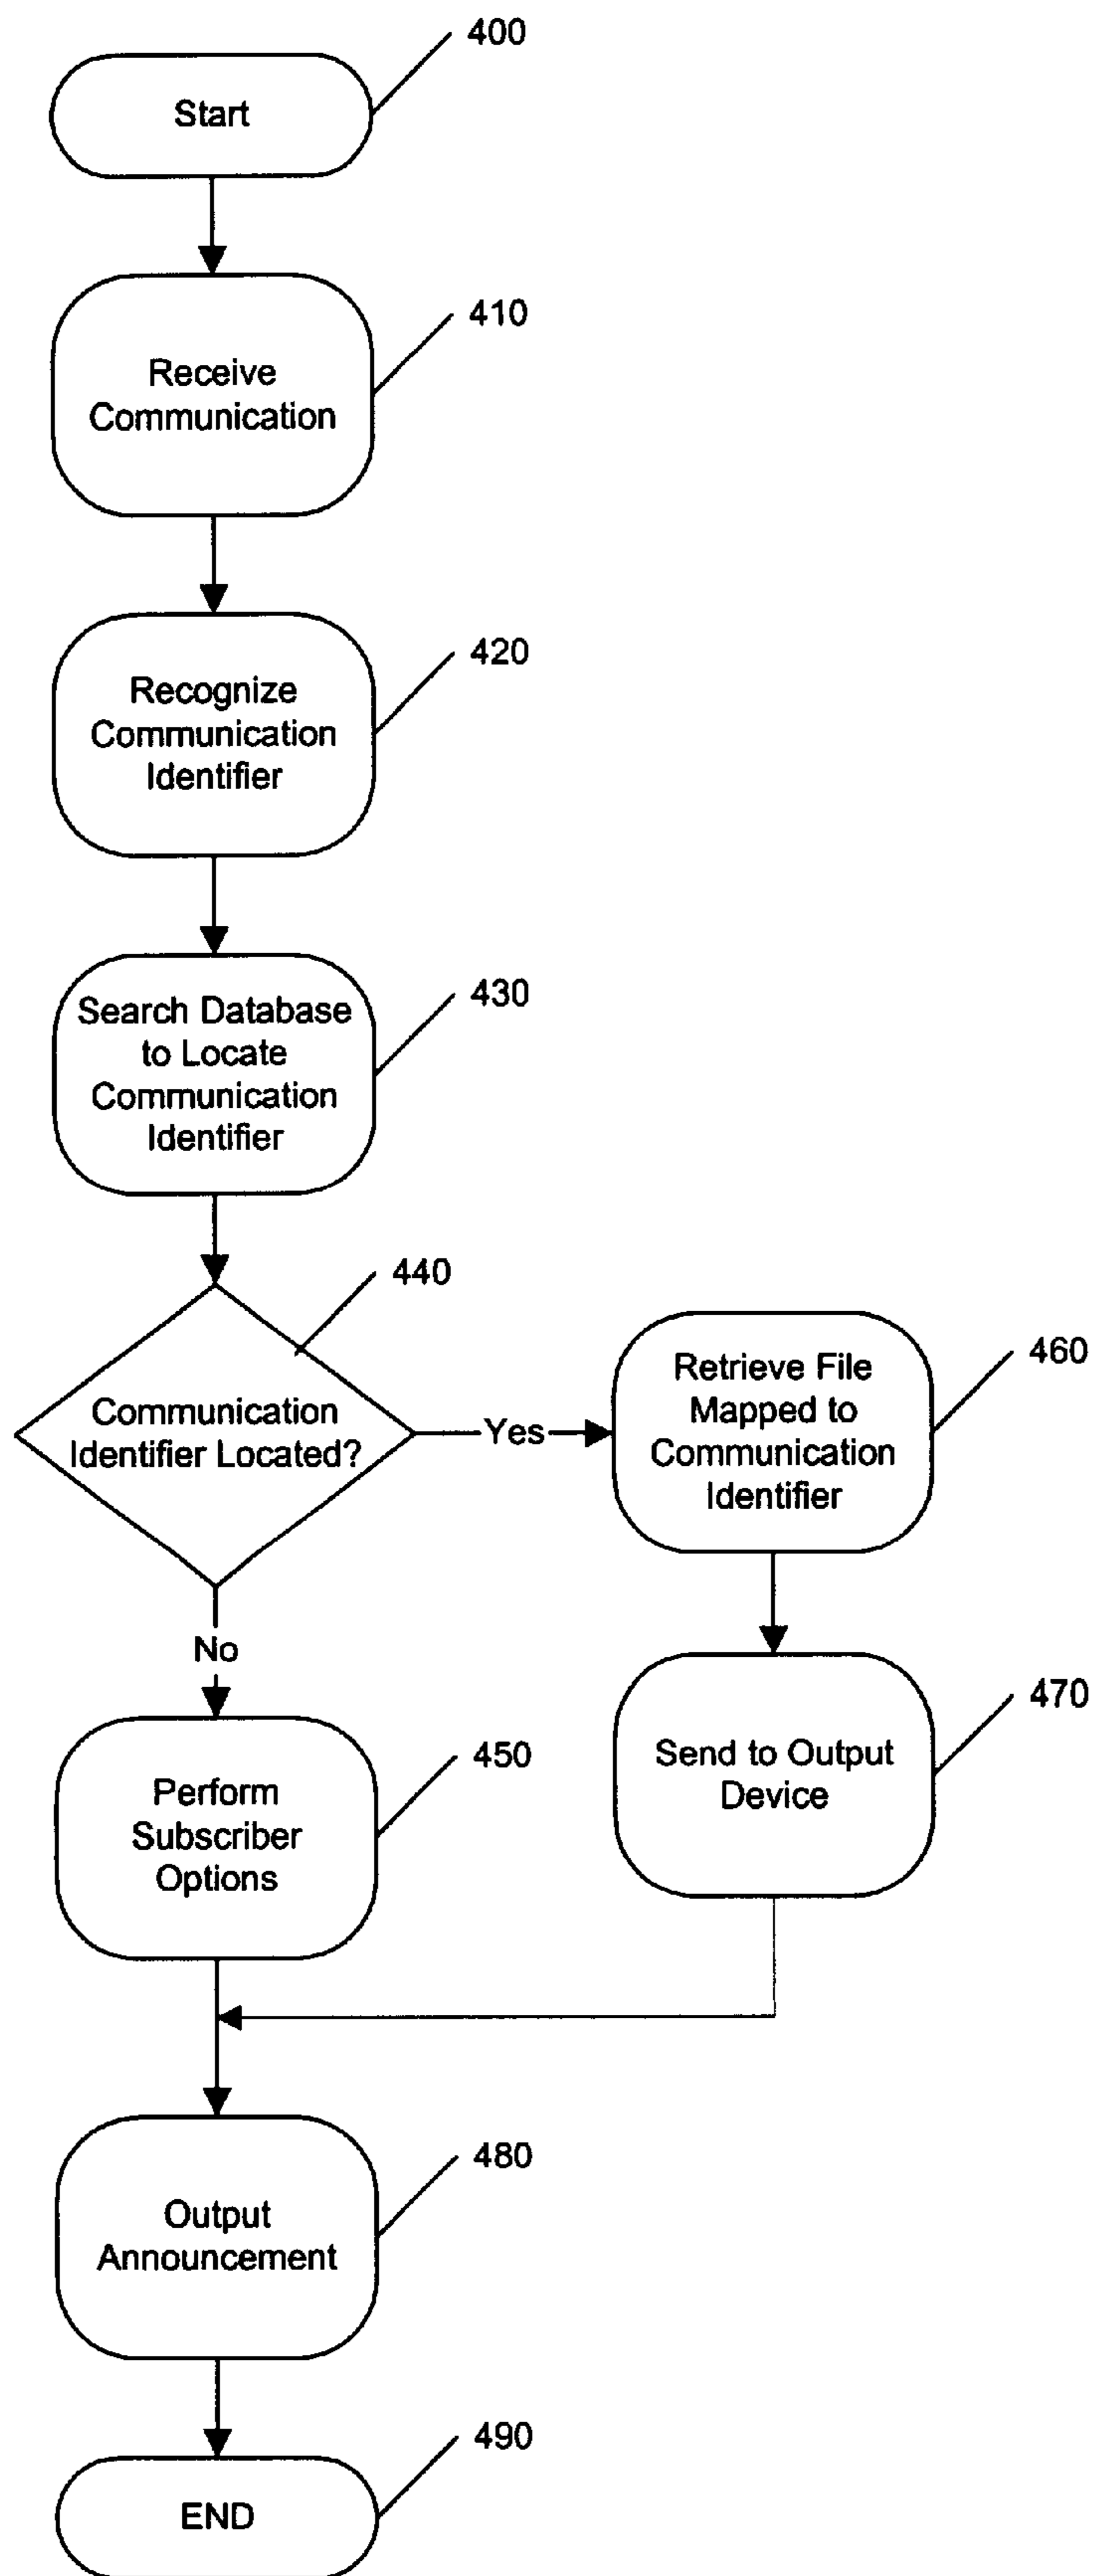 400
Start
410
Receive
Communication
420
Recognize
Communication
Identifier
430
Search Database
to Locate
Communication
Identifier
440
Communication
Identifier Located?
Yes
460
Retrieve File
Mapped to
Communication
Identifier
No
470
Send to Output
Device
450
Perform
Subscriber
Options
480
Output
Announcement
490
END